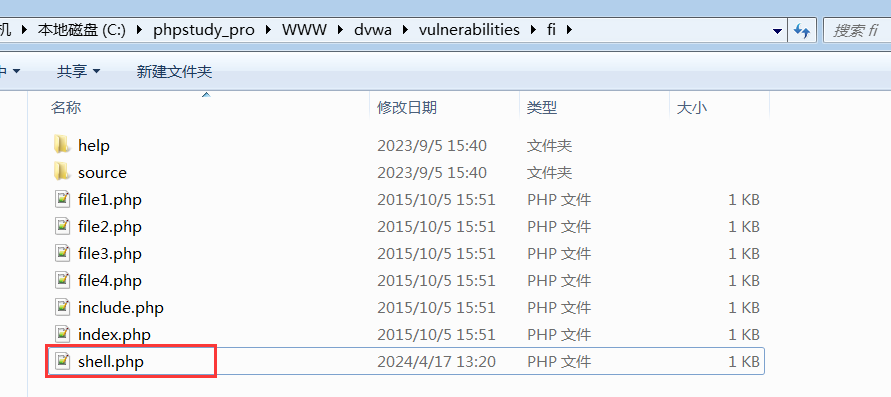 机 本地磁盘 (C:) phpstudy_pro WWW dvwa vulnerabilities fi 搜索 fi
中 共享 新建文件夹
名称 修改日期 类型 大小
help 2023/9/5 15:40 文件夹
source 2023/9/5 15:40 文件夹
file1.php 2015/10/5 15:51 PHP 文件 1 KB
file2.php 2015/10/5 15:51 PHP 文件 1 KB
file3.php 2015/10/5 15:51 PHP 文件 1 KB
file4.php 2015/10/5 15:51 PHP 文件 1 KB
include.php 2015/10/5 15:51 PHP 文件 1 KB
index.php 2015/10/5 15:51 PHP 文件 1 KB
shell.php 2024/4/17 13:20 PHP 文件 1 KB